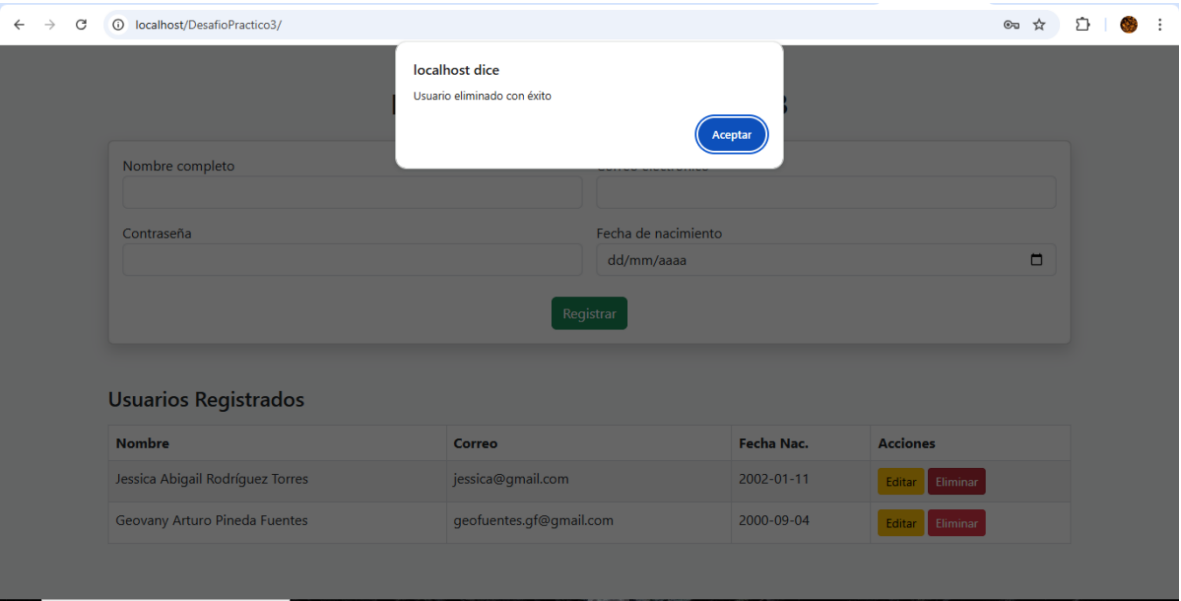 localhost/DesafioPractico3/
localhost dice
Usuario eliminado con éxito
Aceptar
Nombre completo
Contraseña
Fecha de nacimiento
dd/mm/aaaa
Registrar
Usuarios Registrados
Nombre Correo Fecha Nac. Acciones
Jessica Abigail Rodríguez Torres jessica@gmail.com 2002-01-11 Editar Eliminar
Geovany Arturo Pineda Fuentes geofuentes.gf@gmail.com 2000-09-04 Editar Eliminar